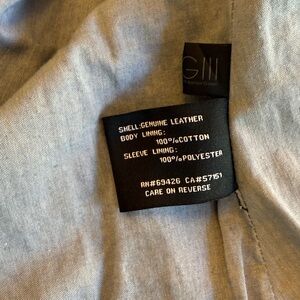 GIII
SHELL:GENUINE LEATHER
BODY LINING:
100%COTTON
SLEEVE LINING:
100%POLYESTER
RN#69426 CA#57151
CARE ON REVERSE